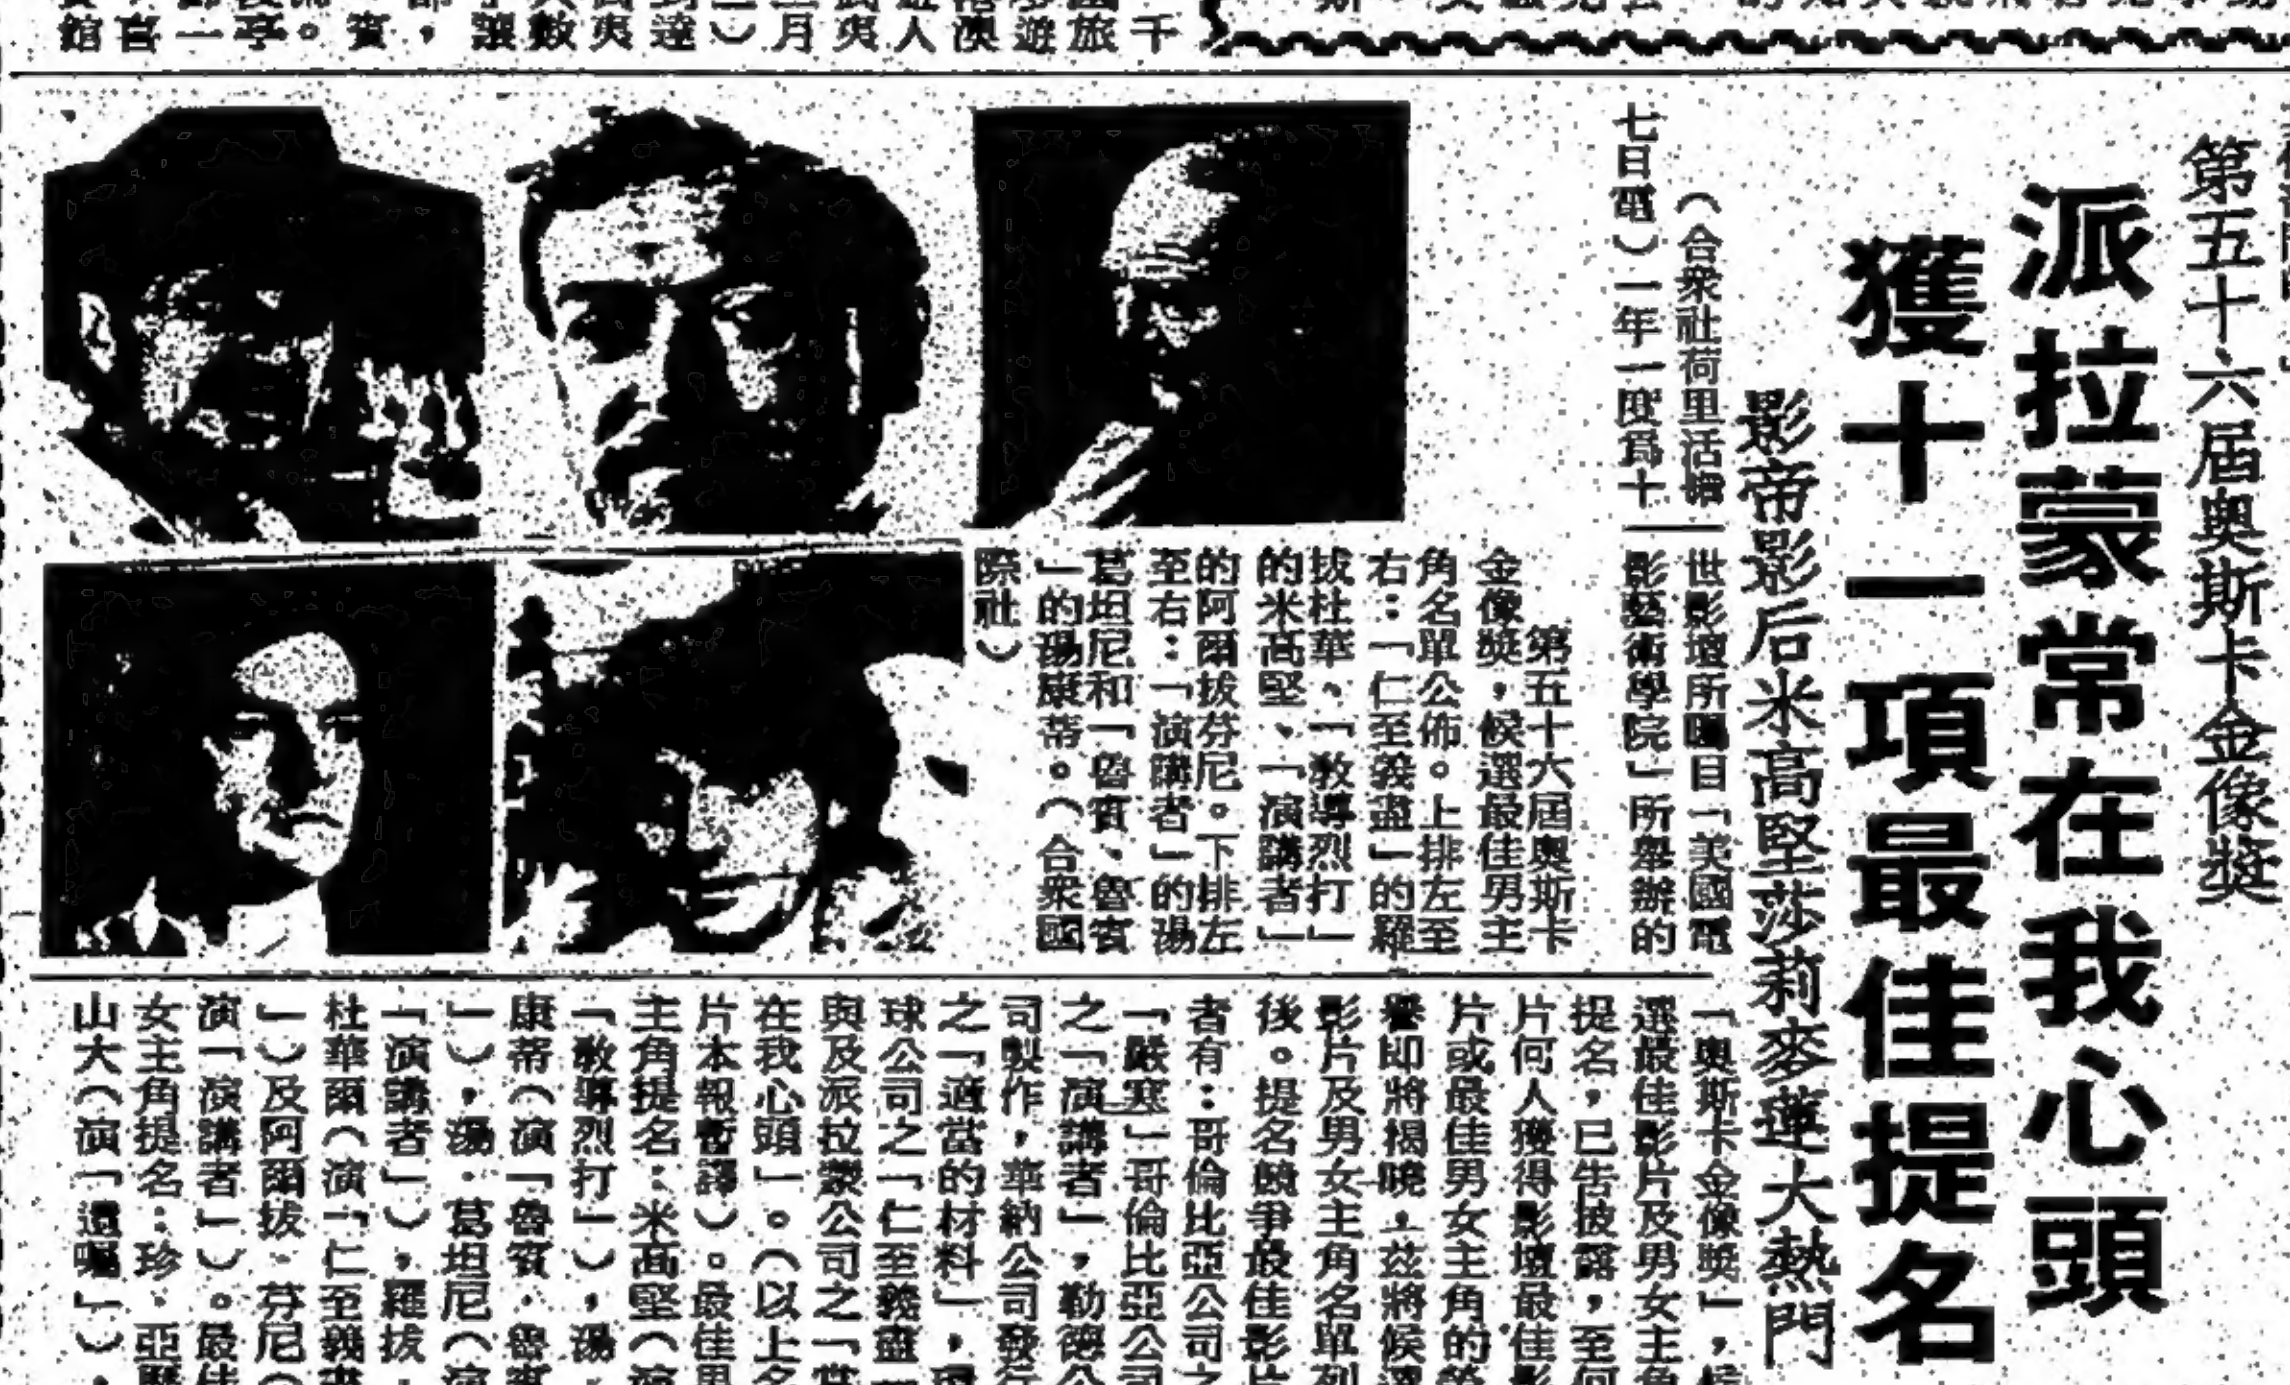 第五十六屆奧斯卡金像獎
派拉蒙常在我心頭
獲十一項最佳提名
影帝影后米高堅莎莉麥蓮大熱門
（合衆社荷里活
七日電）一年一度爲十
世影壇所矚目「美國電
影藝術學院」所舉辦的
「奧斯卡金像獎」，
選最佳影片及男女主角
提名，已告披露，至何
片何人獲得影壇最佳影
片或最佳男女主角的榮
譽即將揭曉，茲將候選
影片及男女主角名單列
後。提名競爭最佳影片
者有：哥倫比亞公司之
「嚴寒」哥倫比亞公司
之「演講者」，勒德公
司製作，華納公司發行
之「適當的材料」，環
球公司之「仁至義盡」
與及派拉蒙公司之「常
在我心頭」。（以上名
片本報暫譯）。最佳男
主角提名：米高堅（演
「教導烈打」），湯．
康蒂（演「魯賓．魯賓
」），湯．葛坦尼（演
「演講者」），羅拔．
杜華爾（演「仁至義盡
」）及阿爾拔．芬尼（
演「演講者」）。最佳
女主角提名：珍．亞歷
山大（演「遺囑」），
第五十六屆奧斯卡
金像獎，候選最佳男主
角名單公佈。上排左至
右：「仁至義盡」的羅
拔杜華、「教導烈打」
的米高堅、「演講者」
的阿爾拔芬尼。下排左
至右：「演講者」的湯
葛坦尼和「魯賓、魯賓
」的湯康蒂。（合衆國
際社）